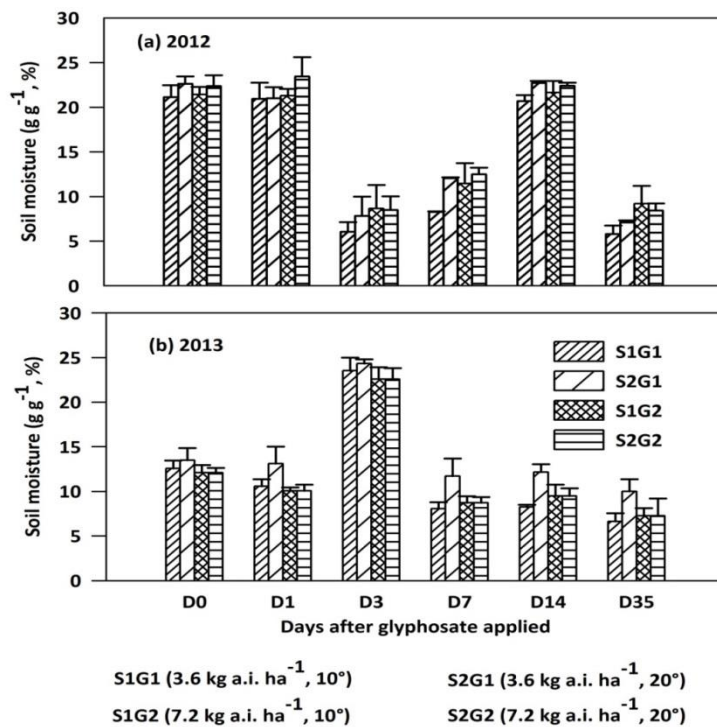 30
(a) 2012
25
20
15
10
5
0
Soil moisture (g g⁻¹, %)
30
(b) 2013
25
20
15
10
5
0
Soil moisture (g g⁻¹, %)
S1G1
S2G1
S1G2
S2G2
D0 D1 D3 D7 D14 D35
Days after glyphosate applied
S1G1 (3.6 kg a.i. ha⁻¹, 10°) S2G1 (3.6 kg a.i. ha⁻¹, 20°)
S1G2 (7.2 kg a.i. ha⁻¹, 10°) S2G2 (7.2 kg a.i. ha⁻¹, 20°)